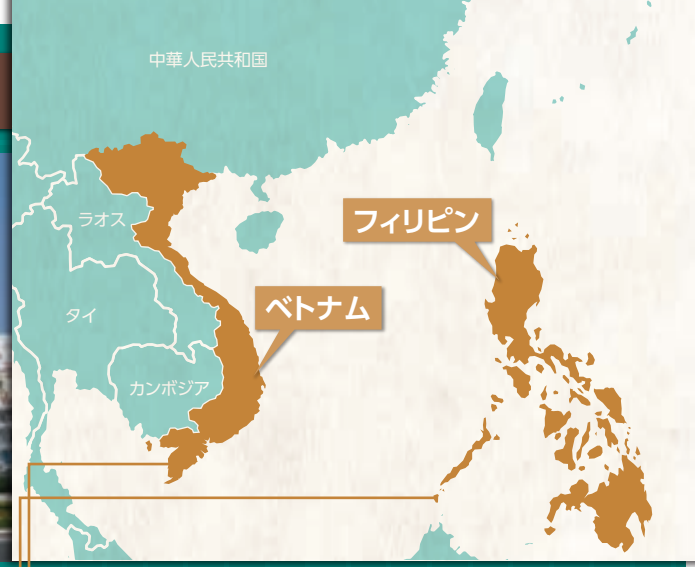 中華人民共和国
ラオス
フィリピン
ベトナム
タイ
カンボジア